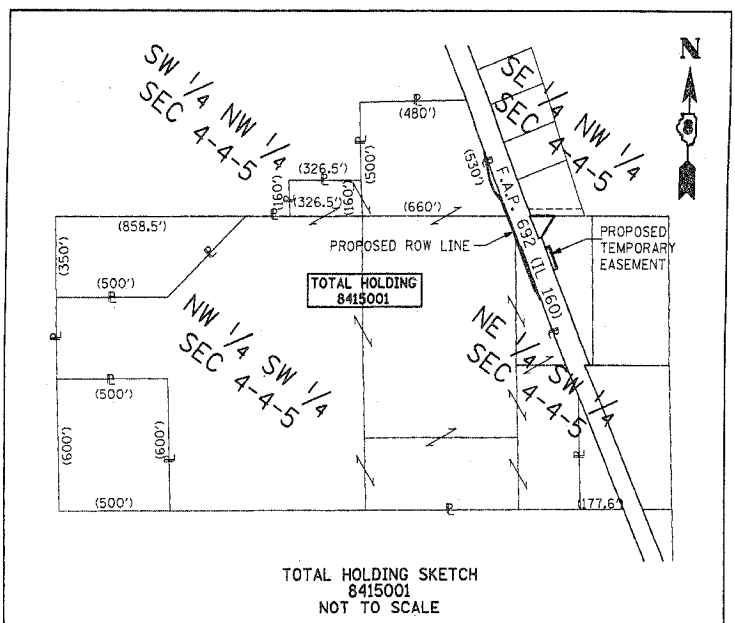 N
SW 1/4 NW 1/4
SEC 4-4-5
SE 1/4 NW 1/4
SEC 4-4-5
(480')
(500')
(530')
(326.5')
(160')
(326.5')
(160')
(858.5')
(660')
F.A.P. 692 (IL 160)
PROPOSED ROW LINE
PROPOSED
TEMPORARY
EASEMENT
(350')
(500')
TOTAL HOLDING
8415001
NW 1/4 SW 1/4
SEC 4-4-5
NE 1/4 SW 1/4
SEC 4-4-5
(500')
(600')
(600')
(500')
(177.6')
TOTAL HOLDING SKETCH
8415001
NOT TO SCALE